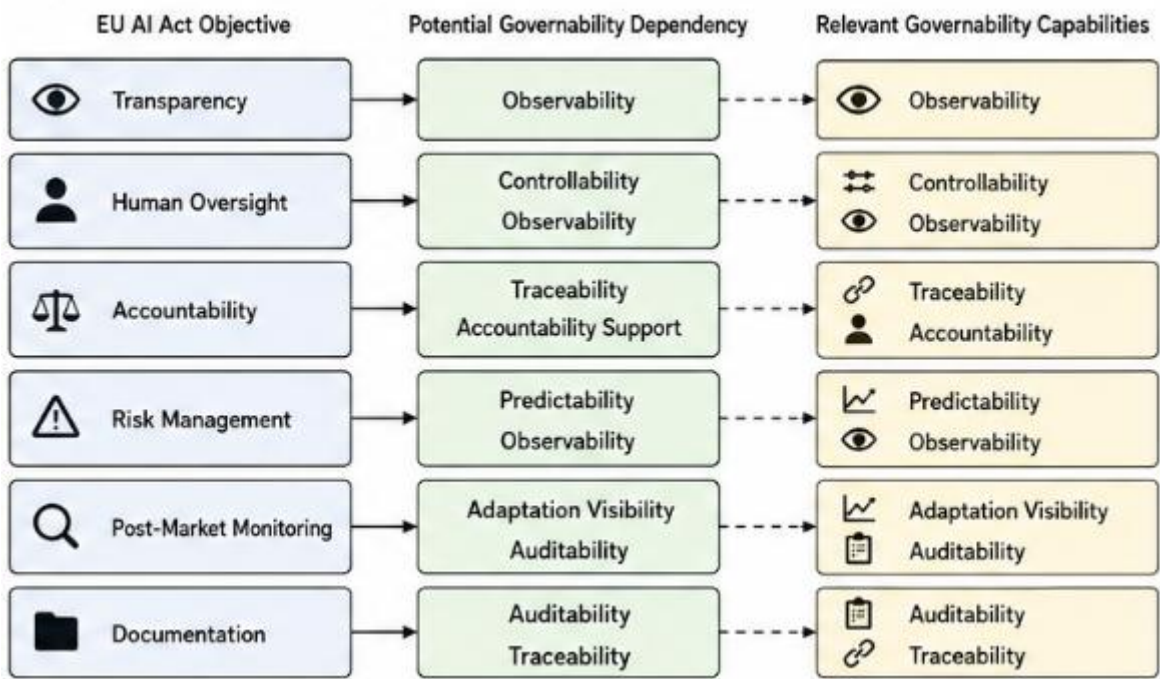 EU AI Act Objective
Potential Governability Dependency
Relevant Governability Capabilities
Transparency
Observability
Observability
Human Oversight
Controllability
Observability
Controllability
Observability
Accountability
Traceability
Accountability Support
Traceability
Accountability
Risk Management
Predictability
Observability
Predictability
Observability
Post-Market Monitoring
Adaptation Visibility
Auditability
Adaptation Visibility
Auditability
Documentation
Auditability
Traceability
Auditability
Traceability